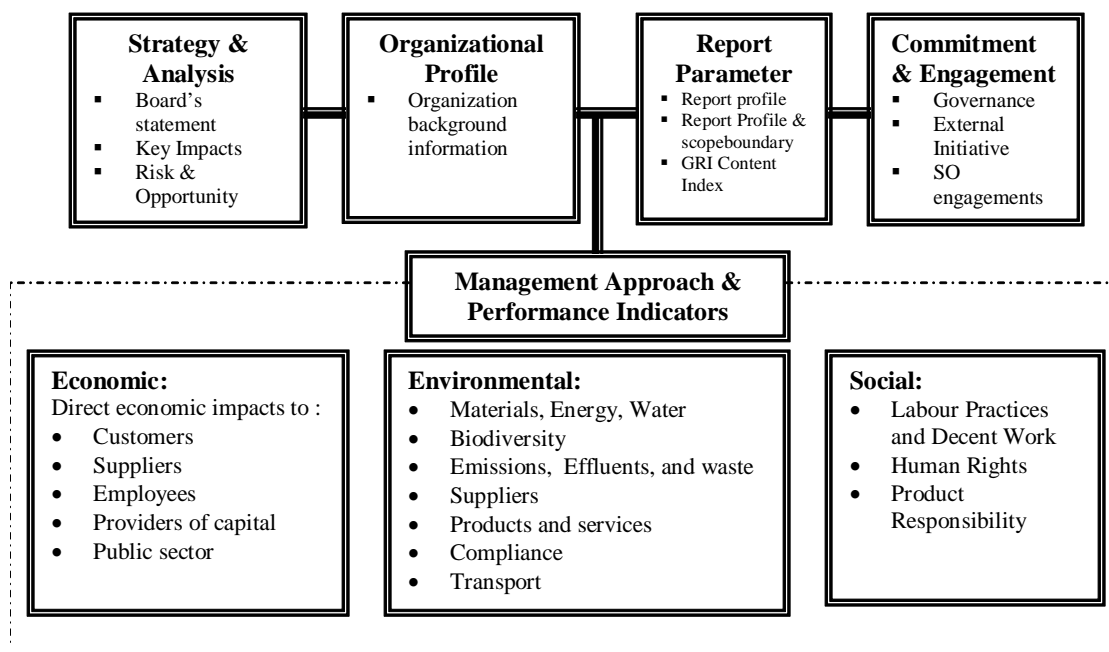 Strategy &
Analysis
▪ Board's
statement
▪ Key Impacts
▪ Risk &
Opportunity
Organizational
Profile
▪ Organization
background
information
Report
Parameter
▪ Report profile
▪ Report Profile &
scopeboundary
▪ GRI Content
Index
Commitment
& Engagement
▪ Governance
▪ External
Initiative
▪ SO
engagements
Management Approach &
Performance Indicators
Economic:
Direct economic impacts to :
• Customers
• Suppliers
• Employees
• Providers of capital
• Public sector
Environmental:
• Materials, Energy, Water
• Biodiversity
• Emissions, Effluents, and waste
• Suppliers
• Products and services
• Compliance
• Transport
Social:
• Labour Practices
and Decent Work
• Human Rights
• Product
Responsibility